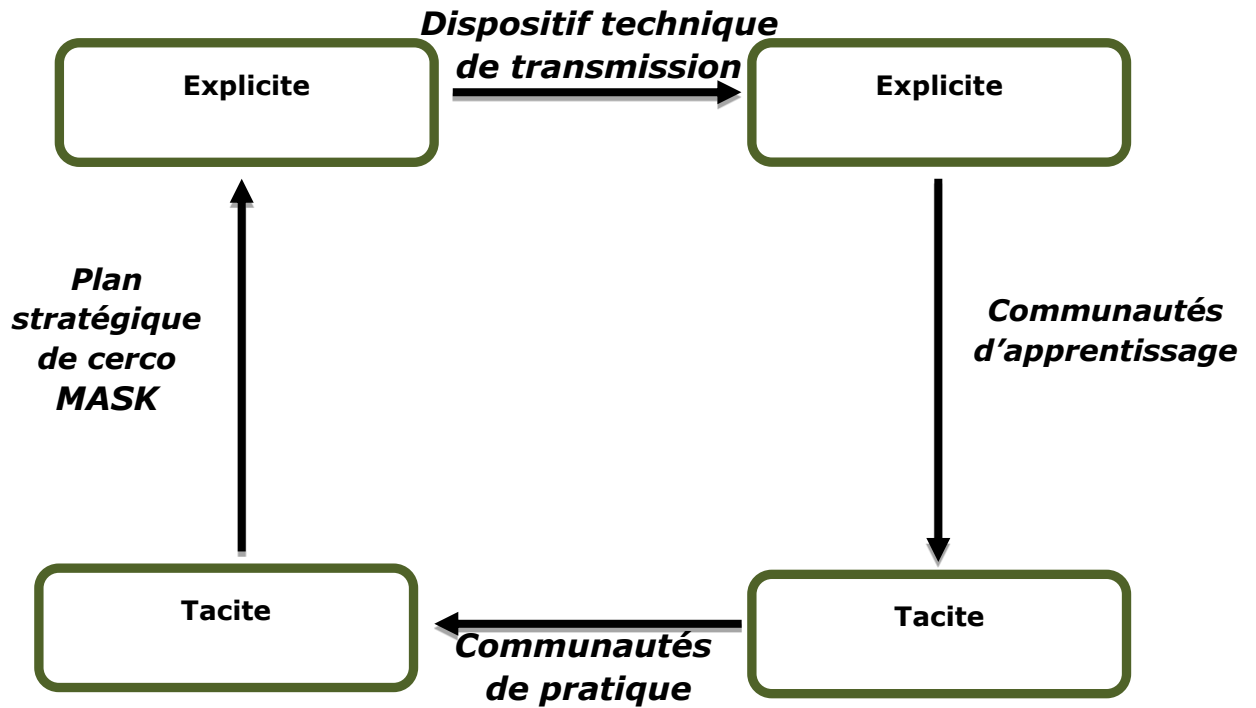 Dispositif technique
de transmission
Explicite
Explicite
Plan
stratégique
de cerco
MASK
Communautés
d’apprentissage
Tacite
Tacite
Communautés
de pratique